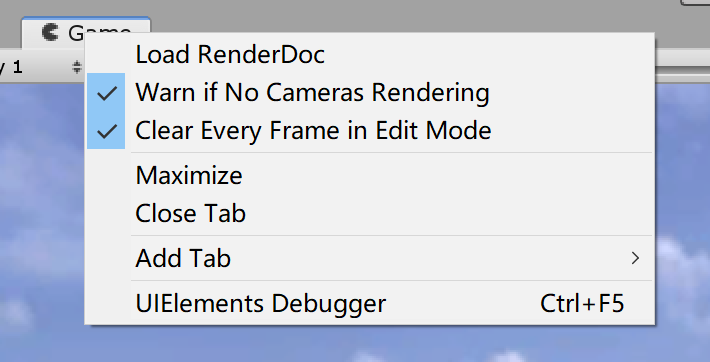 Game
y 1
Load RenderDoc
Warn if No Cameras Rendering
Clear Every Frame in Edit Mode
Maximize
Close Tab
Add Tab
UIElements Debugger Ctrl+F5